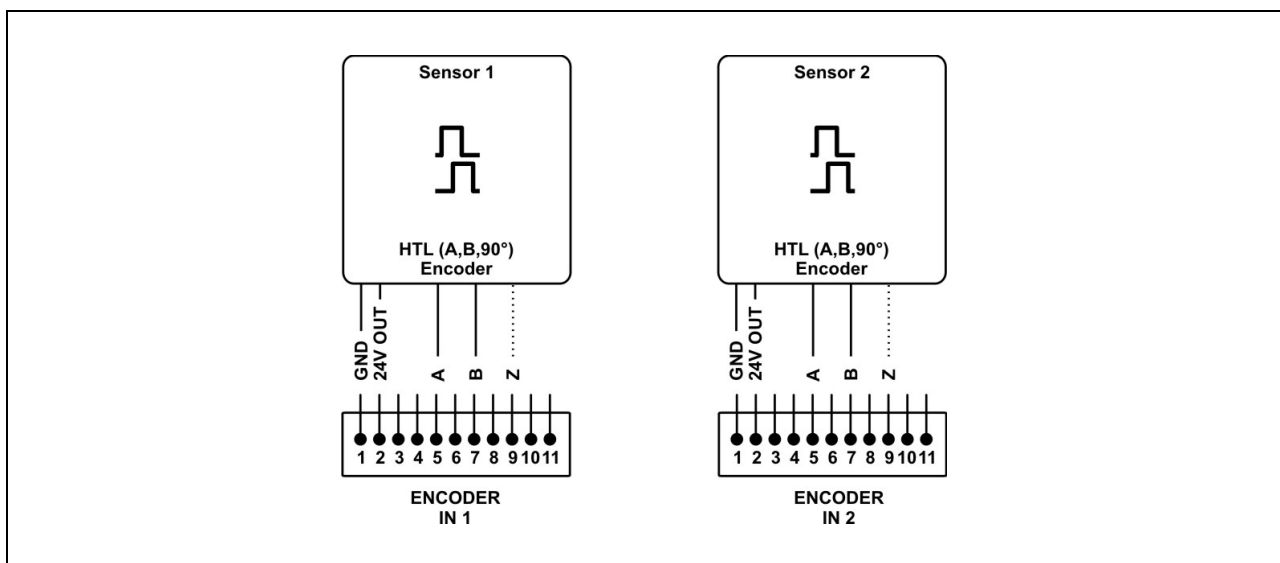 Sensor 1
HTL (A,B,90°)
Encoder
GND
24V OUT
A
B
Z
1 2 3 4 5 6 7 8 9 10 11
ENCODER
IN 1
Sensor 2
HTL (A,B,90°)
Encoder
GND
24V OUT
A
B
Z
1 2 3 4 5 6 7 8 9 10 11
ENCODER
IN 2